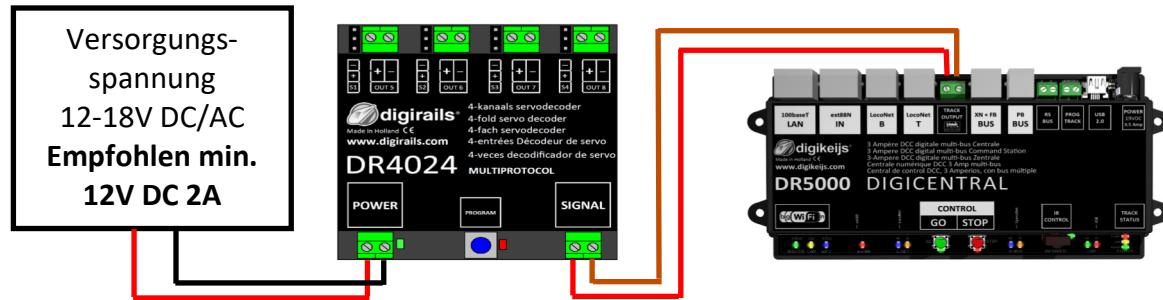 Versorgungs-
spannung
12-18V DC/AC
Empfohlen min.
12V DC 2A
S1 OUT 5 S2 OUT 6 S3 OUT 7 S4 OUT 8
digirails®
Made in Holland CE
www.digirails.com
4-kanaals servodecoder
4-fold servo decoder
4-fach servodecoder
4-entrées Décodeur de servo
4-veces decodificador de servo
DR4024 MULTIPROTOCOL
POWER
PROGRAM
SIGNAL
100baseT
LAN
ext88N
IN
LocoNet
B
LocoNet
T
TRACK
OUTPUT
XN + FB
BUS
PB
BUS
RS
BUS
PROG
TRACK
USB
2.0
POWER
19VDC
3.5 Amp
digikeijs®
Made in Holland CE
www.digikeijs.com
3 Ampère DCC digitale multi-bus Centrale
3 Ampere DCC digital multi-bus Command Station
3-Ampere DCC digitale multi-bus Zentrale
Centrale numérique DCC 3 Amp multi-bus
Central de control DCC, 3 Amperios, con bus múltiple
DR5000 DIGICENTRAL
WiFi
CONTROL
GO STOP
IR
CONTROL
TRACK
STATUS